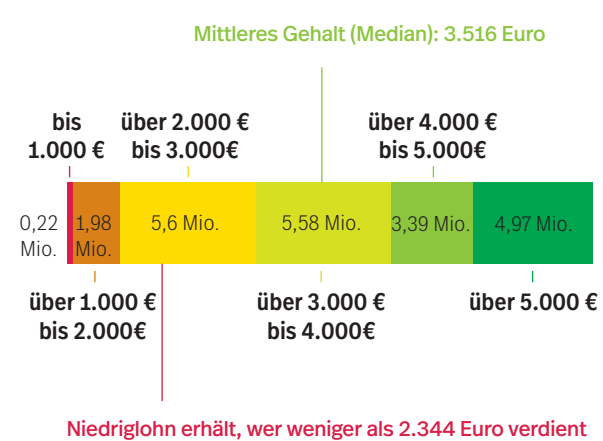 Mittleres Gehalt (Median): 3.516 Euro
bis
1.000 €
über 2.000 €
bis 3.000€
über 4.000 €
bis 5.000€
0,22
Mio.
1,98
Mio.
5,6 Mio.
5,58 Mio.
3,39 Mio.
4,97 Mio.
über 1.000 €
bis 2.000€
über 3.000 €
bis 4.000€
über 5.000 €
Niedriglohn erhält, wer weniger als 2.344 Euro verdient